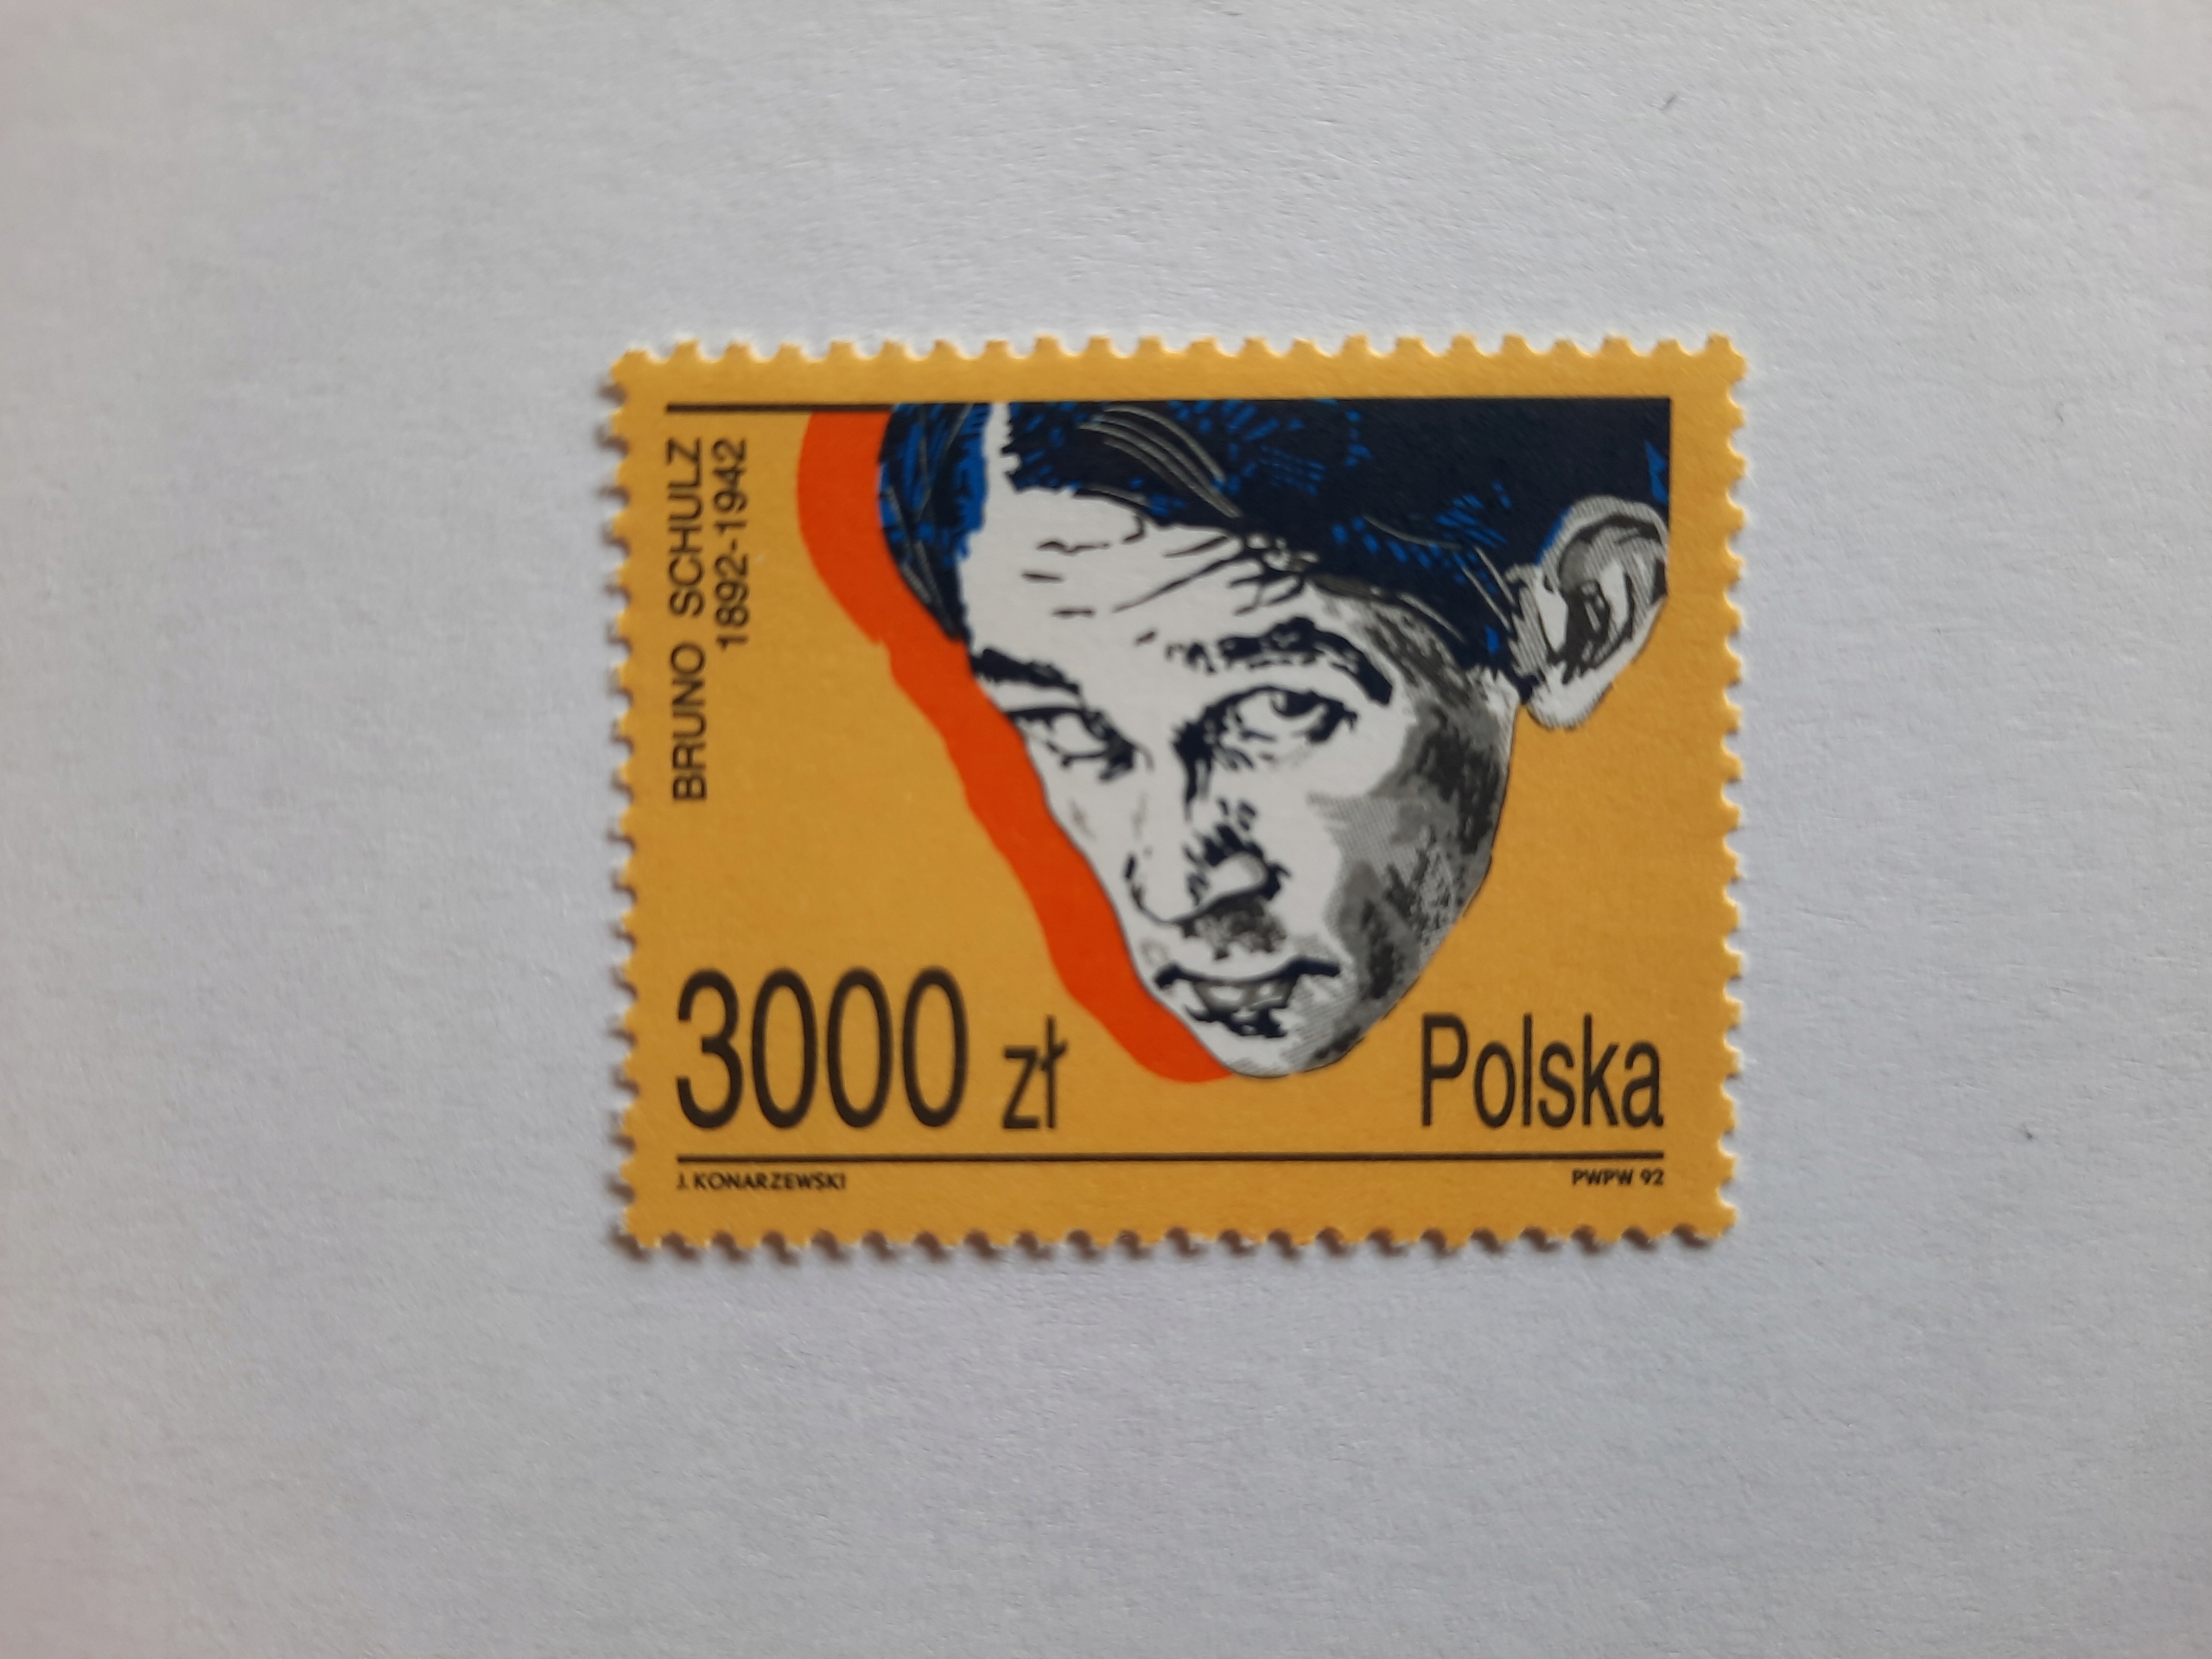 BRUNO SCHULZ
1892-1942
3000 zł
Polska
J. KONARZEWSKI
PWPW 92